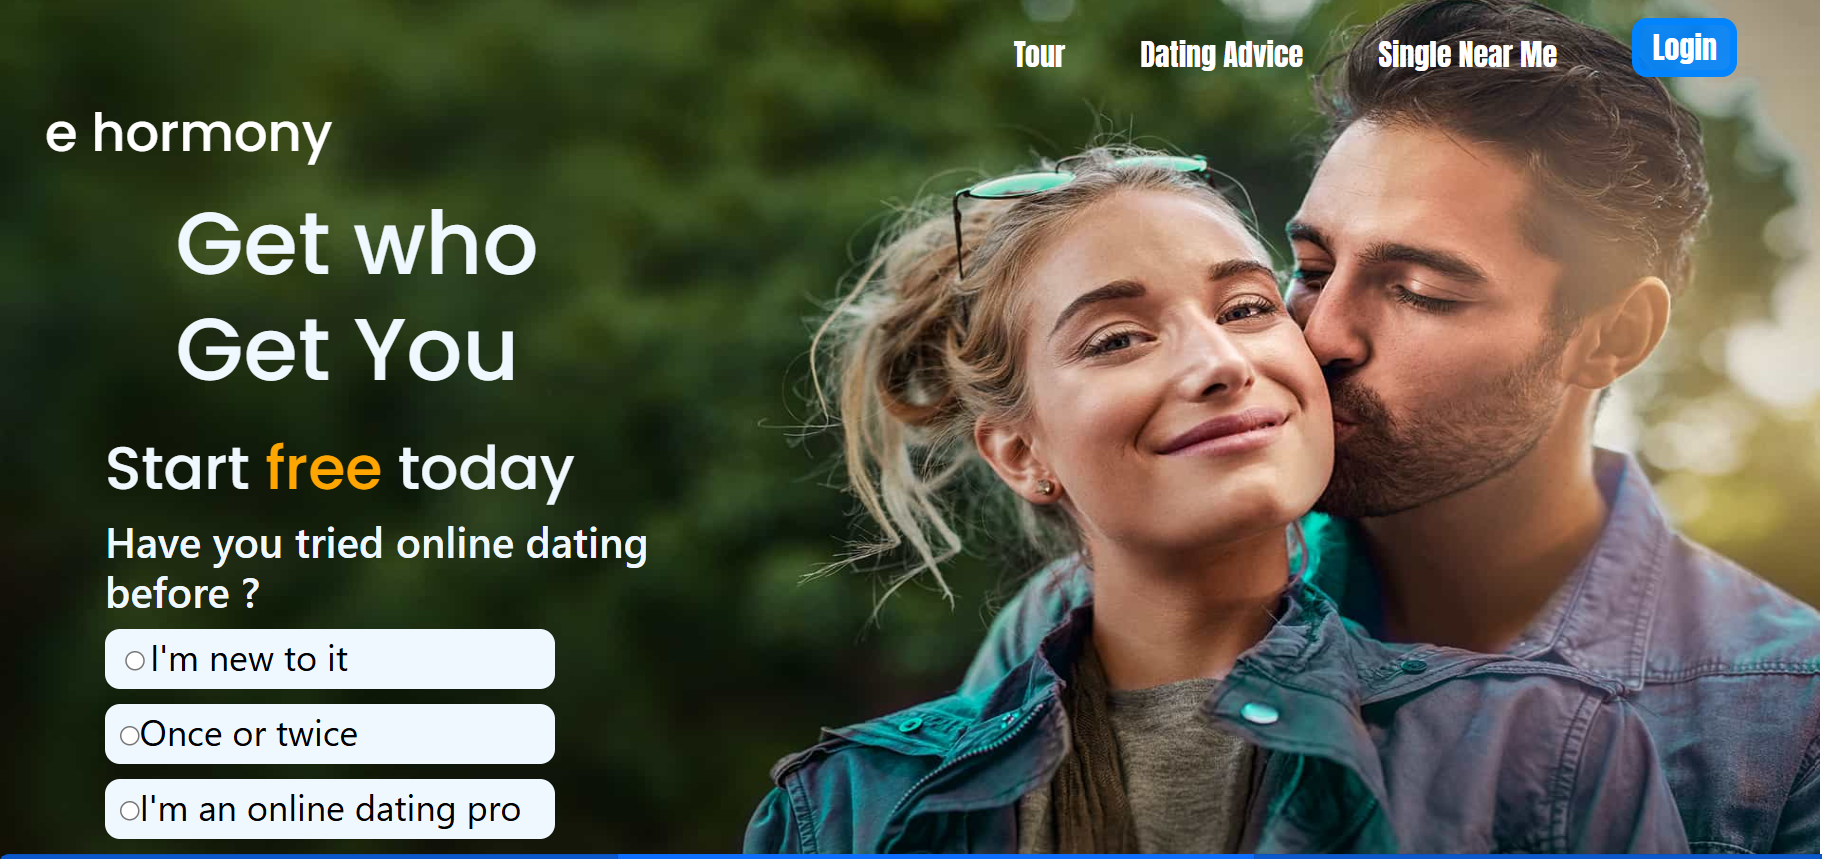 Tour
Dating Advice
Single Near Me
Login
e hormony
Get who
Get You
Start free today
Have you tried online dating
before ?
I'm new to it
Once or twice
I'm an online dating pro